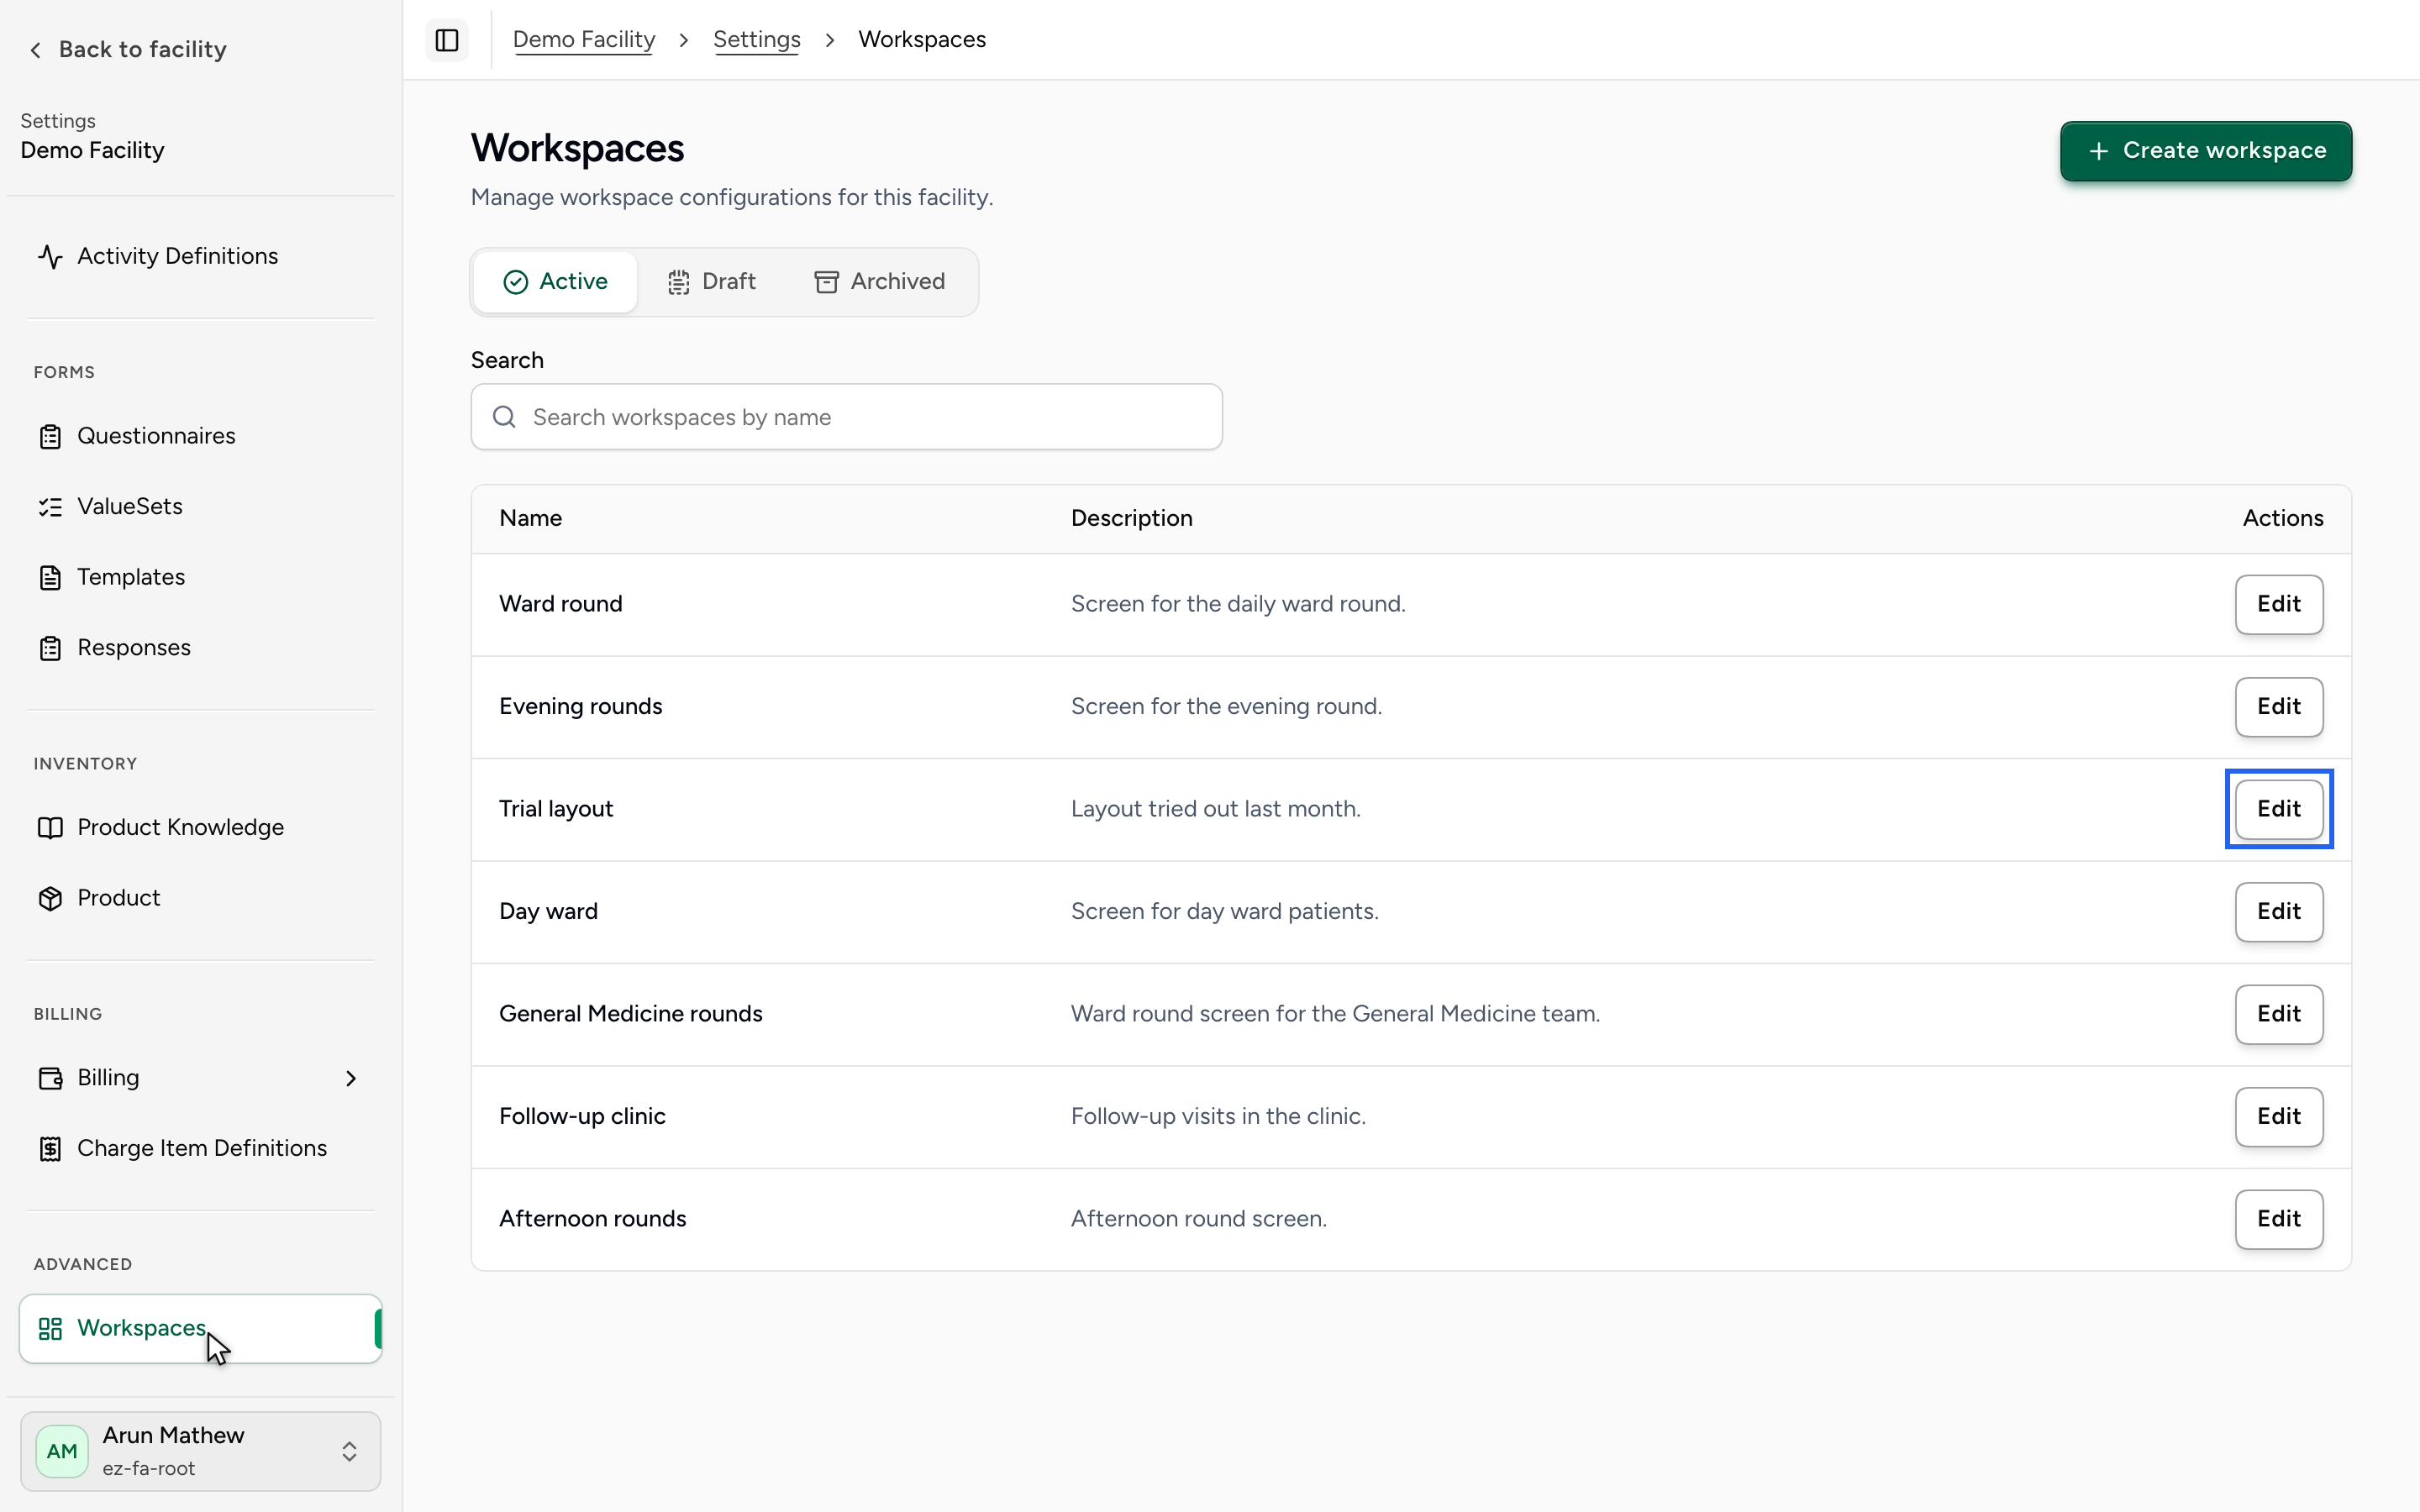 Back to facility
Settings
Demo Facility
Activity Definitions
FORMS
Questionnaires
ValueSets
Templates
Responses
INVENTORY
Product Knowledge
Product
BILLING
Billing
Charge Item Definitions
ADVANCED
Workspaces
AM
Arun Mathew
ez-fa-root
Demo Facility > Settings > Workspaces
Workspaces
Manage workspace configurations for this facility.
+ Create workspace
Active Draft Archived
Search
Search workspaces by name
Name Description Actions
Ward round Screen for the daily ward round. Edit
Evening rounds Screen for the evening round. Edit
Trial layout Layout tried out last month. Edit
Day ward Screen for day ward patients. Edit
General Medicine rounds Ward round screen for the General Medicine team. Edit
Follow-up clinic Follow-up visits in the clinic. Edit
Afternoon rounds Afternoon round screen. Edit